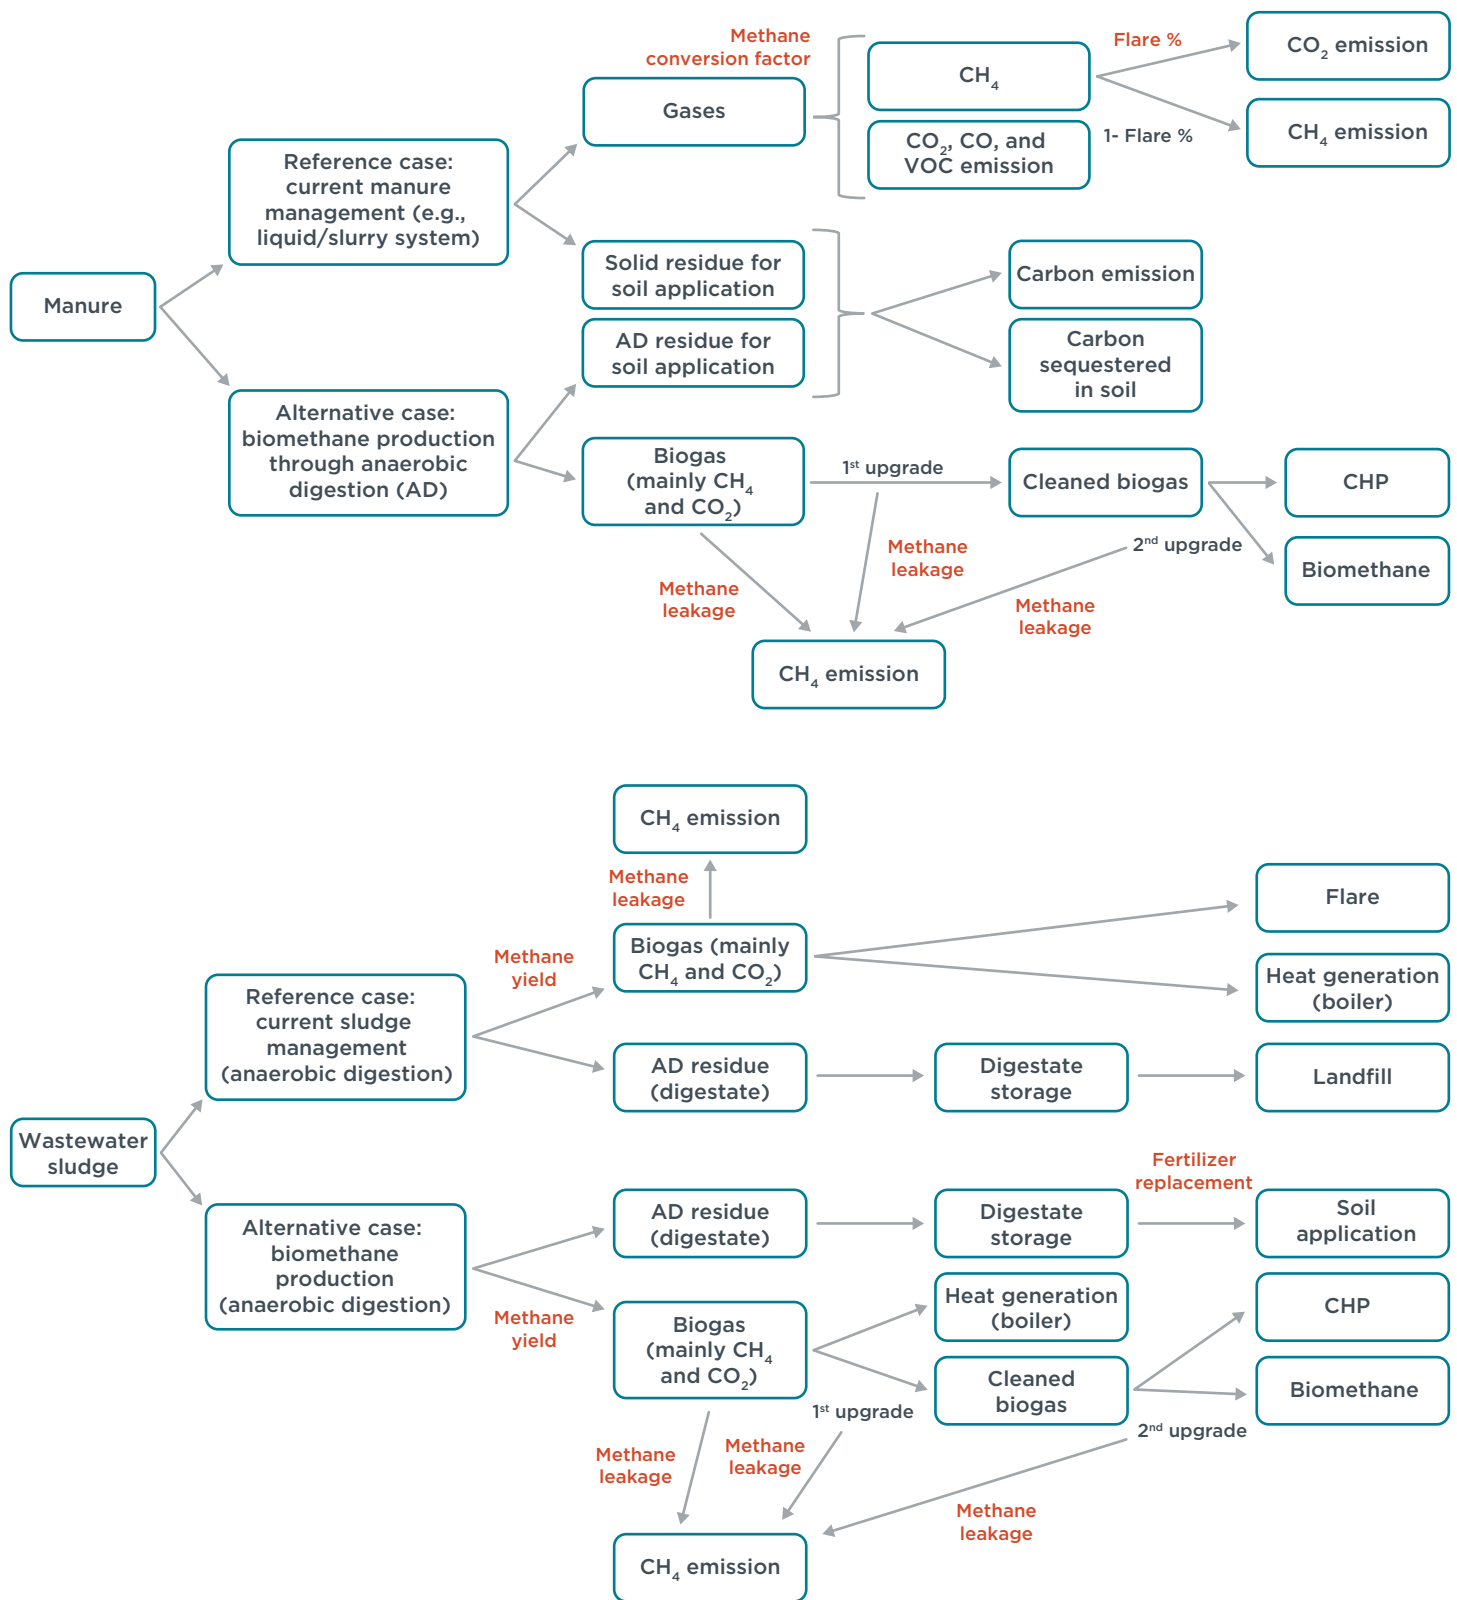 Methane
conversion factor
Gases
CH₄
CO₂, CO, and
VOC emission
Flare %
1- Flare %
CO₂ emission
CH₄ emission
Reference case:
current manure
management (e.g.,
liquid/slurry system)
Manure
Solid residue for
soil application
AD residue for
soil application
Carbon emission
Carbon
sequestered
in soil
Alternative case:
biomethane production
through anaerobic
digestion (AD)
Biogas
(mainly CH₄
and CO₂)
1st upgrade
Cleaned biogas
CHP
2nd upgrade
Biomethane
Methane
leakage
Methane
leakage
Methane
leakage
CH₄ emission
CH₄ emission
Methane
leakage
Flare
Biogas (mainly
CH₄ and CO₂)
Methane
yield
Heat generation
(boiler)
Reference case:
current sludge
management
(anaerobic digestion)
AD residue
(digestate)
Digestate
storage
Landfill
Wastewater
sludge
Fertilizer
replacement
Alternative case:
biomethane
production
(anaerobic digestion)
AD residue
(digestate)
Digestate
storage
Soil
application
Methane
yield
Biogas
(mainly CH₄
and CO₂)
Heat generation
(boiler)
CHP
Cleaned
biogas
Biomethane
1st upgrade
2nd upgrade
Methane
leakage
Methane
leakage
Methane
leakage
CH₄ emission